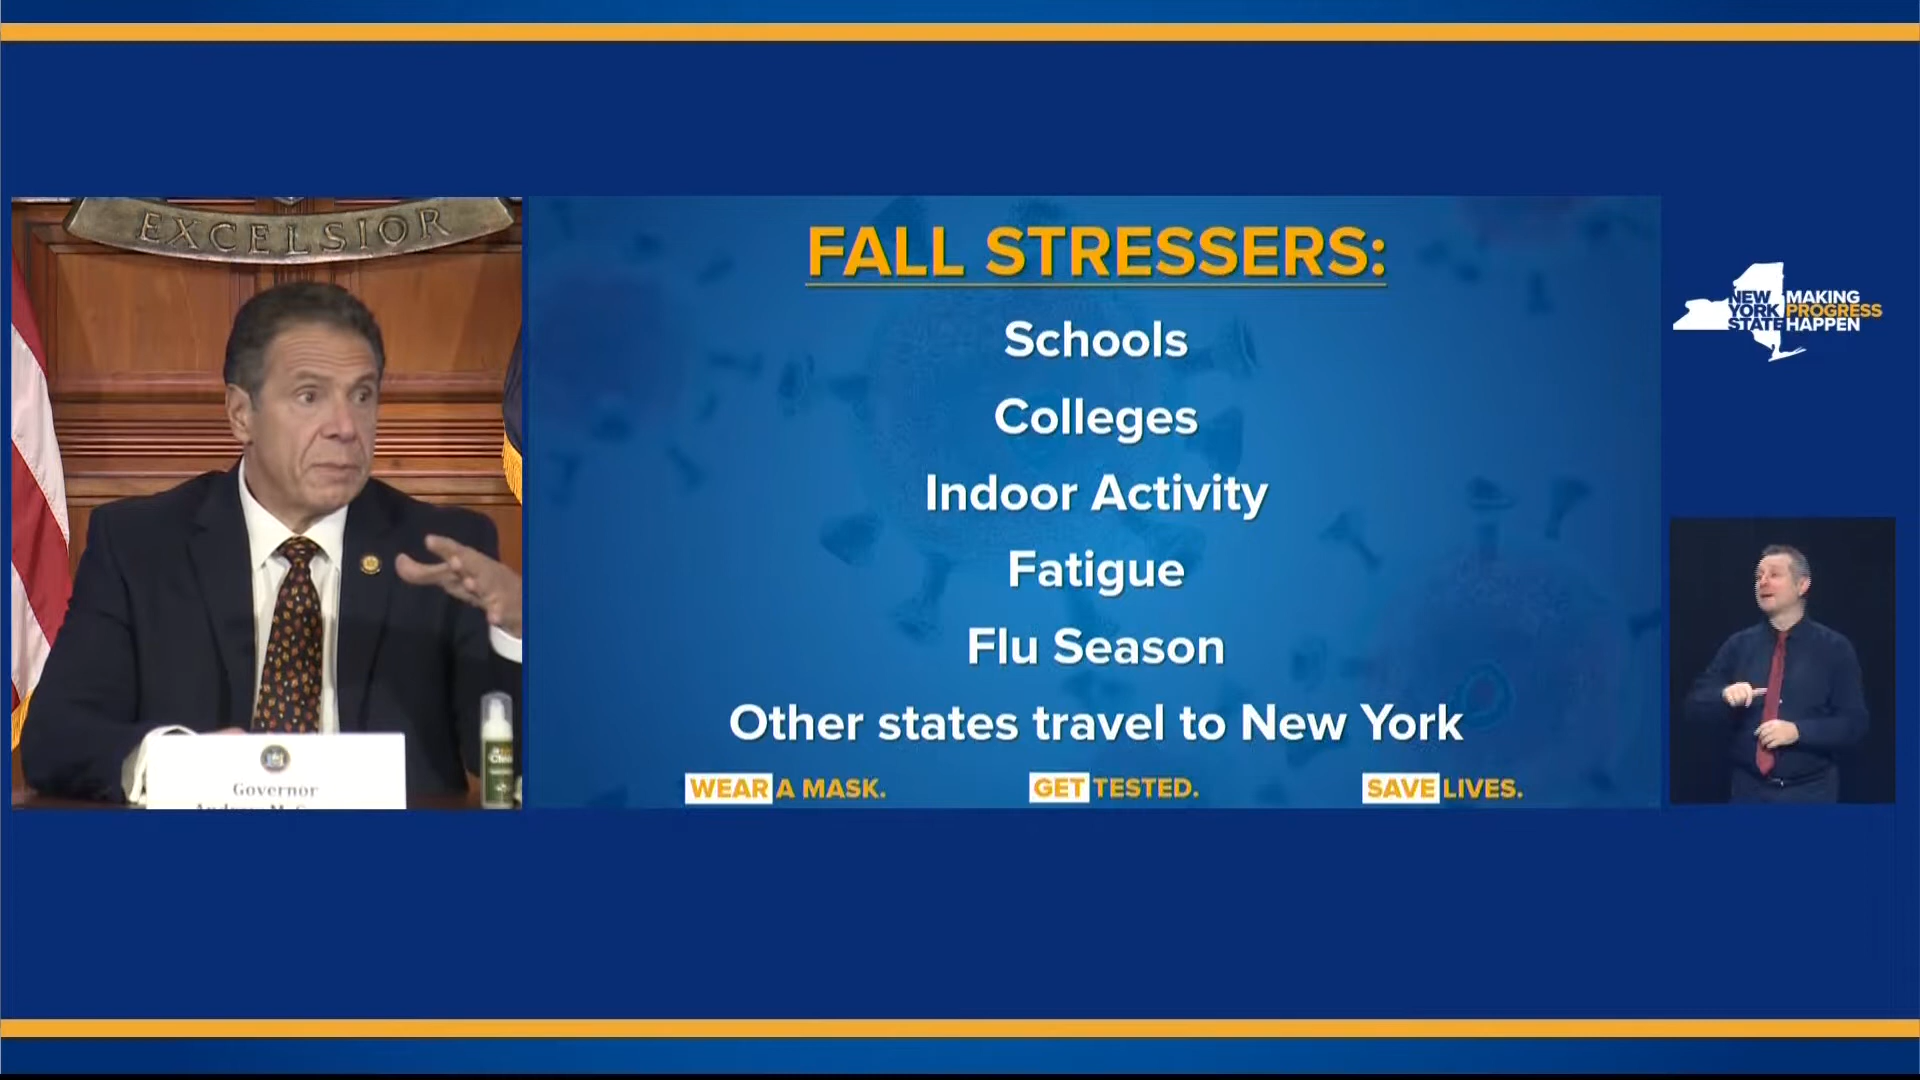 EXCELSIOR
Governor
FALL STRESSERS:
Schools
Colleges
Indoor Activity
Fatigue
Flu Season
Other states travel to New York
WEAR A MASK.
GET TESTED.
SAVE LIVES.
NEW
YORK
STATE
MAKING
PROGRESS
HAPPEN